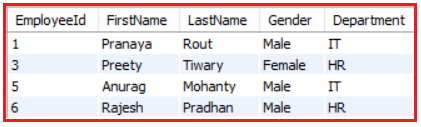 EmployeeId FirstName LastName Gender Department
1 Pranaya Rout Male IT
3 Preety Tiwary Female HR
5 Anurag Mohanty Male IT
6 Rajesh Pradhan Male HR